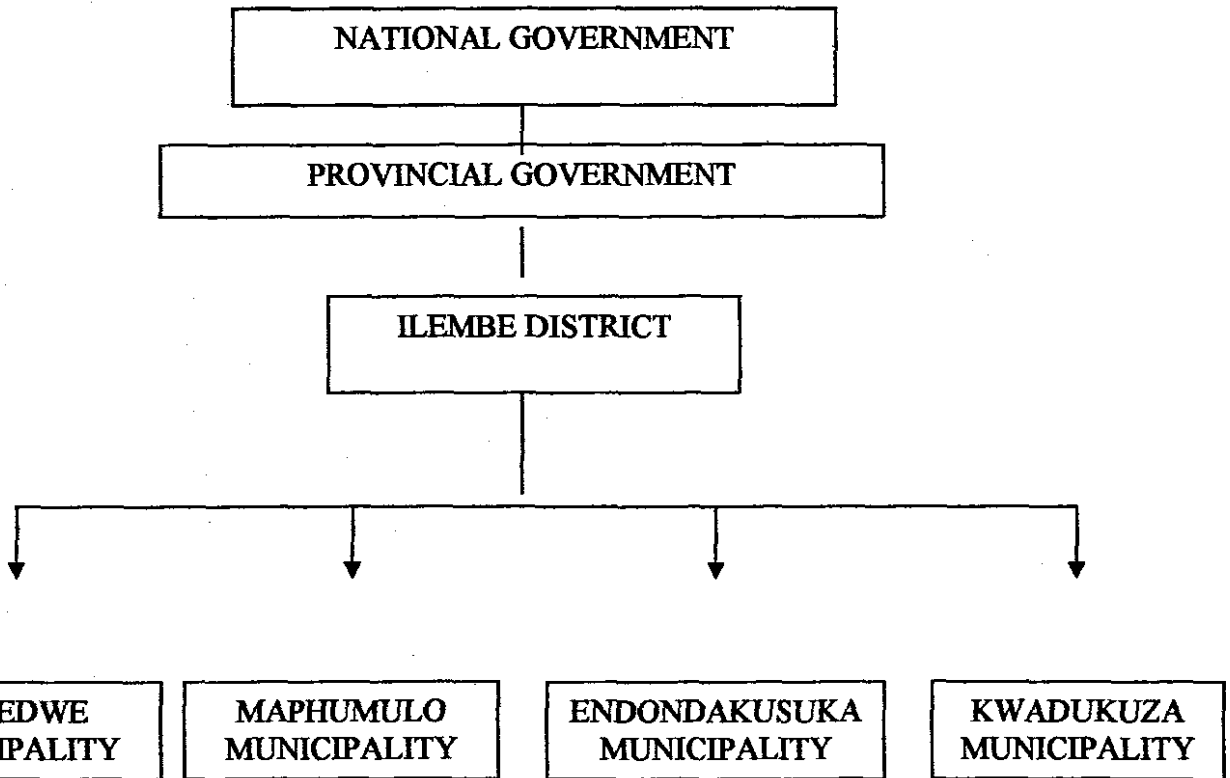 NATIONAL GOVERNMENT
PROVINCIAL GOVERNMENT
ILEMBE DISTRICT
EDWE
IPALITY
MAPHUMULO
MUNICIPALITY
ENDONDAKUSUKA
MUNICIPALITY
KWADUKUZA
MUNICIPALITY